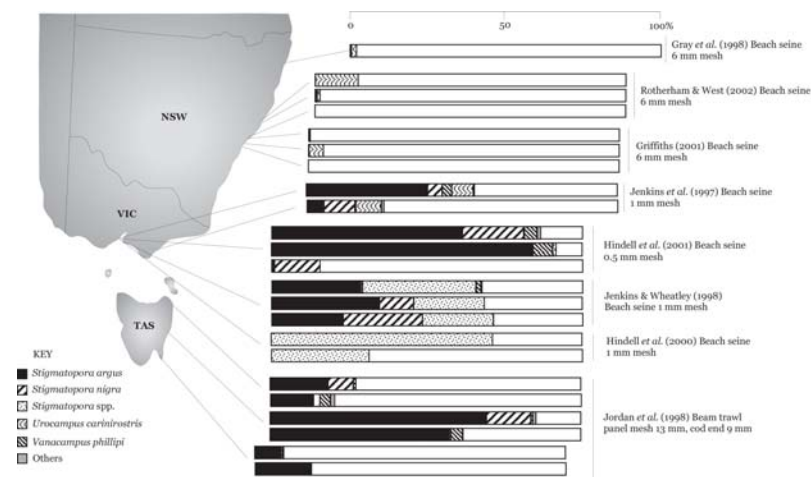 0 50 100%
Gray et al. (1998) Beach seine
6 mm mesh
Rotherham & West (2002) Beach seine
6 mm mesh
NSW
Griffiths (2001) Beach seine
6 mm mesh
Jenkins et al. (1997) Beach seine
1 mm mesh
VIC
Hindell et al. (2001) Beach seine
0.5 mm mesh
Jenkins & Wheatley (1998)
Beach seine 1 mm mesh
TAS
Hindell et al. (2000) Beach seine
1 mm mesh
KEY
Stigmatopora argus
Stigmatopora nigra
Stigmatopora spp.
Urocampus carinirostris
Vanacampus phillipi
Others
Jordan et al. (1998) Beam trawl
panel mesh 13 mm, cod end 9 mm